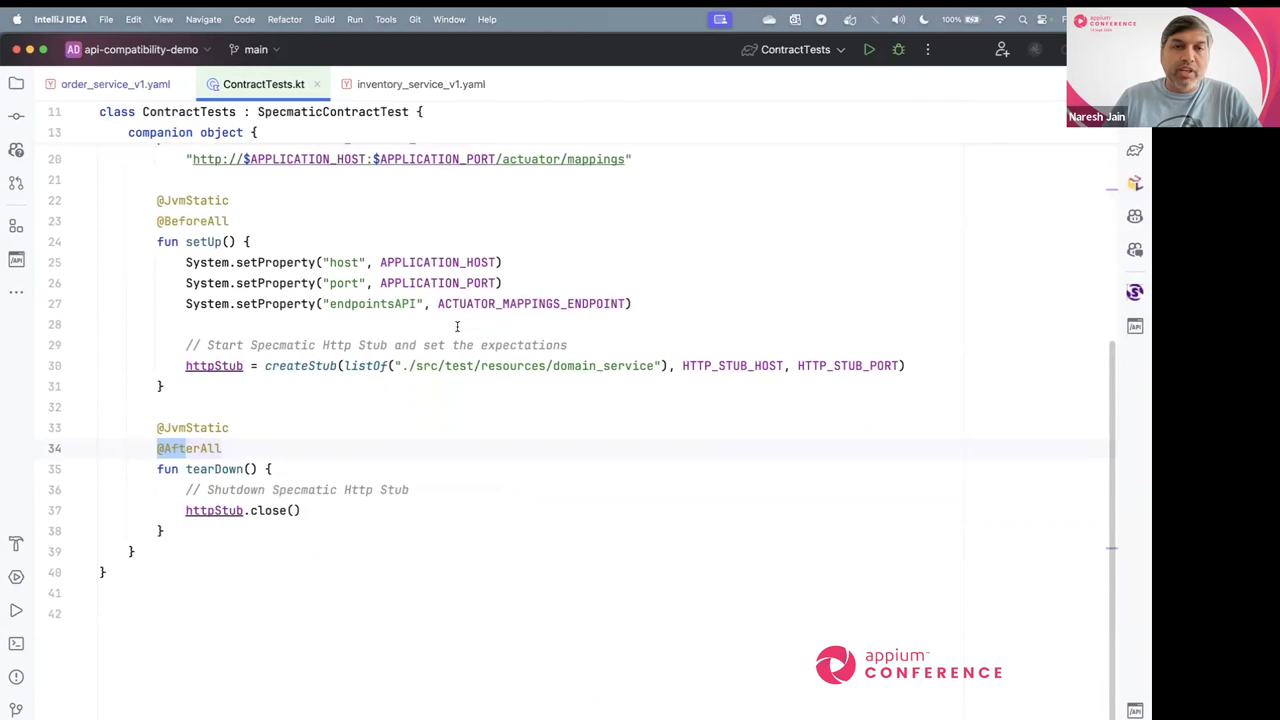 IntelliJ IDEA File Edit View Navigate Code Refactor Build Run Tools Git Window Help 100%
appium CONFERENCE
AD api-compatibility-demo main ContractTests
order_service_v1.yaml ContractTests.kt inventory_service_v1.yaml
Naresh Jain
11 class ContractTests : SpecmaticContractTest {
13 companion object {
20 "http://$APPLICATION_HOST:$APPLICATION_PORT/actuator/mappings"
21
22 @JvmStatic
23 @BeforeAll
24 fun setUp() {
25 System.setProperty("host", APPLICATION_HOST)
26 System.setProperty("port", APPLICATION_PORT)
27 System.setProperty("endpointsAPI", ACTUATOR_MAPPINGS_ENDPOINT)
28
29 // Start Specmatic Http Stub and set the expectations
30 httpStub = createStub(listOf("./src/test/resources/domain_service"), HTTP_STUB_HOST, HTTP_STUB_PORT)
31 }
32
33 @JvmStatic
34 @AfterAll
35 fun tearDown() {
36 // Shutdown Specmatic Http Stub
37 httpStub.close()
38 }
39 }
40 }
41
42
appium™
CONFERENCE